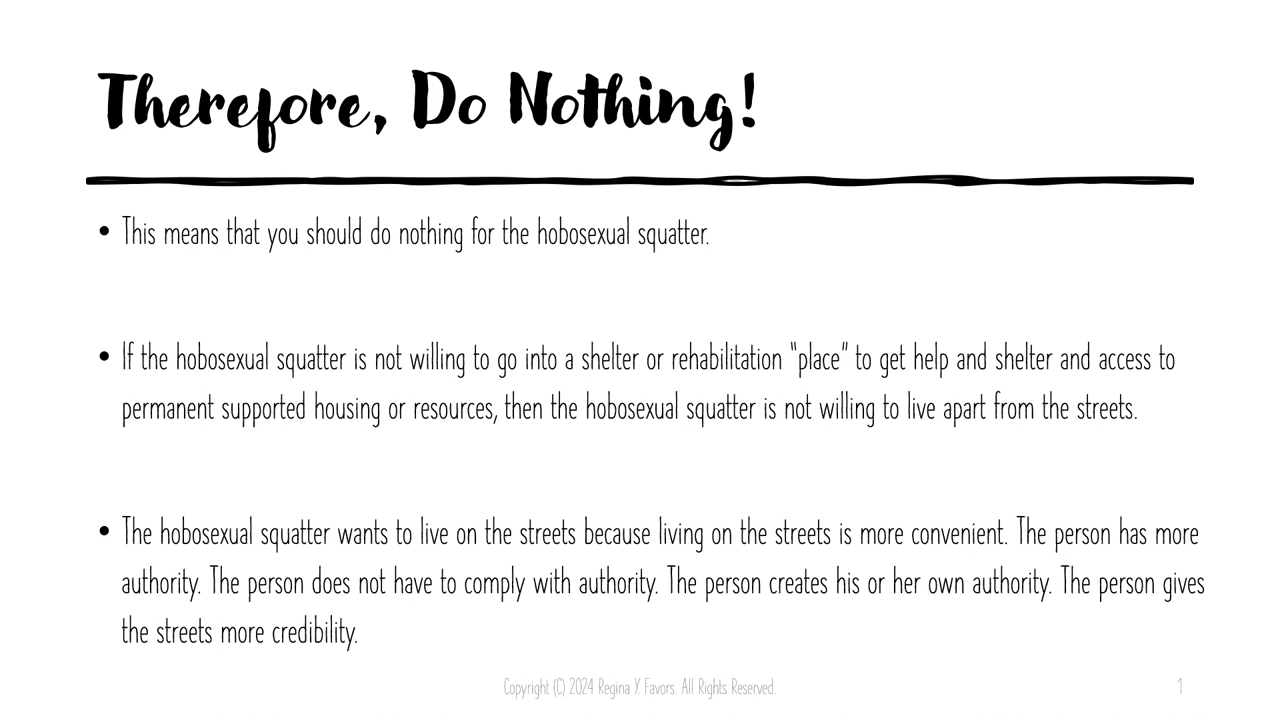 Therefore, Do Nothing!
• This means that you should do nothing for the hobosexual squatter.
• If the hobosexual squatter is not willing to go into a shelter or rehabilitation "place" to get help and shelter and access to
permanent supported housing or resources, then the hobosexual squatter is not willing to live apart from the streets.
• The hobosexual squatter wants to live on the streets because living on the streets is more convenient. The person has more
authority. The person does not have to comply with authority. The person creates his or her own authority. The person gives
the streets more credibility.
Copyright (C) 2024 Regina Y. Favors. All Rights Reserved.
1